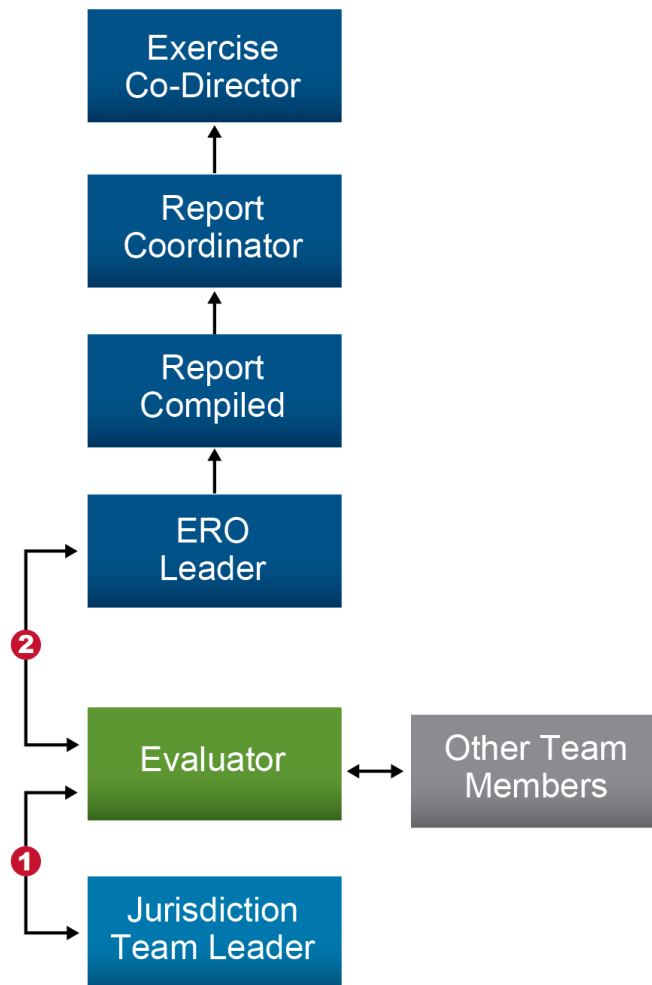 Exercise
Co-Director
Report
Coordinator
Report
Compiled
ERO
Leader
2
Evaluator
Other Team
Members
1
Jurisdiction
Team Leader